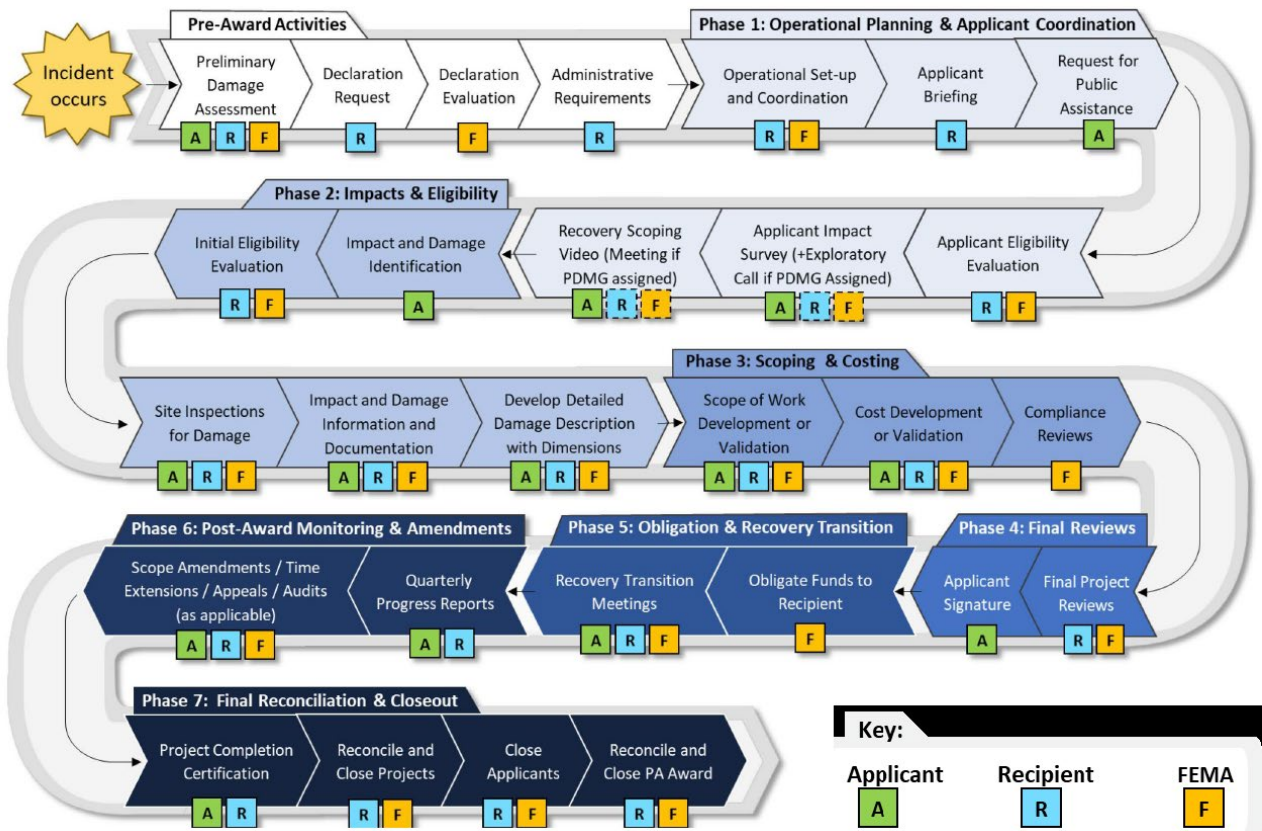 Pre-Award Activities
Phase 1: Operational Planning & Applicant Coordination
Incident
occurs
Preliminary
Damage
Assessment
A R F
Declaration
Request
R
Declaration
Evaluation
F
Administrative
Requirements
R
Operational Set-up
and Coordination
R F
Applicant
Briefing
R
Request for
Public
Assistance
A
Phase 2: Impacts & Eligibility
Applicant Eligibility
Evaluation
R F
Applicant Impact
Survey (+Exploratory
Call if PDMG Assigned)
A R F
Recovery Scoping
Video (Meeting if
PDMG assigned)
A R F
Impact and Damage
Identification
A
Initial Eligibility
Evaluation
R F
Site Inspections
for Damage
A R F
Impact and Damage
Information and
Documentation
A R F
Develop Detailed
Damage Description
with Dimensions
A R F
Phase 3: Scoping & Costing
Scope of Work
Development or
Validation
A R F
Cost Development
or Validation
A R F
Compliance
Reviews
F
Phase 4: Final Reviews
Final Project
Reviews
R F
Applicant
Signature
A
Phase 5: Obligation & Recovery Transition
Obligate Funds to
Recipient
F
Recovery Transition
Meetings
A R F
Phase 6: Post-Award Monitoring & Amendments
Quarterly
Progress Reports
A R
Scope Amendments / Time
Extensions / Appeals / Audits
(as applicable)
A R F
Phase 7: Final Reconciliation & Closeout
Project Completion
Certification
A R
Reconcile and
Close Projects
R F
Close
Applicants
R F
Reconcile and
Close PA Award
R F
Key:
Applicant
A
Recipient
R
FEMA
F